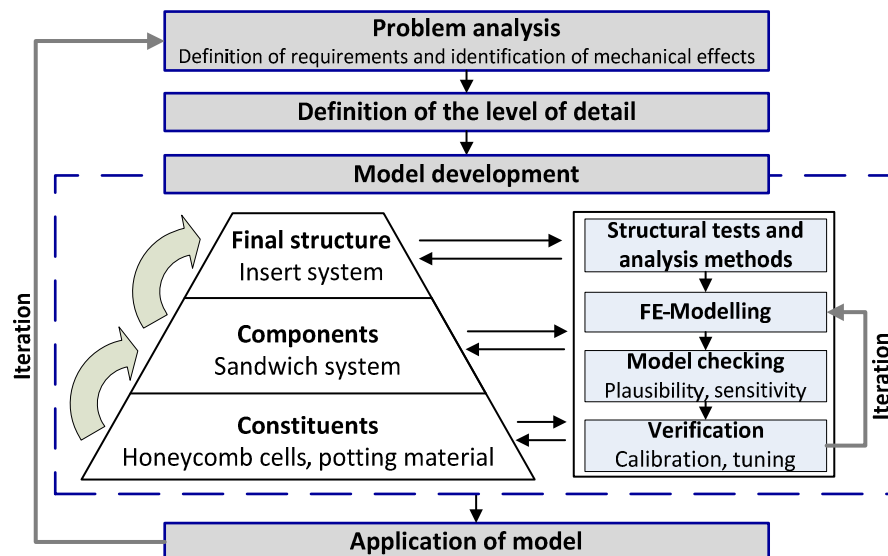 Problem analysis
Definition of requirements and identification of mechanical effects
Definition of the level of detail
Model development
Final structure
Insert system
Components
Sandwich system
Constituents
Honeycomb cells, potting material
Structural tests and
analysis methods
FE-Modelling
Model checking
Plausibility, sensitivity
Verification
Calibration, tuning
Iteration
Iteration
Application of model